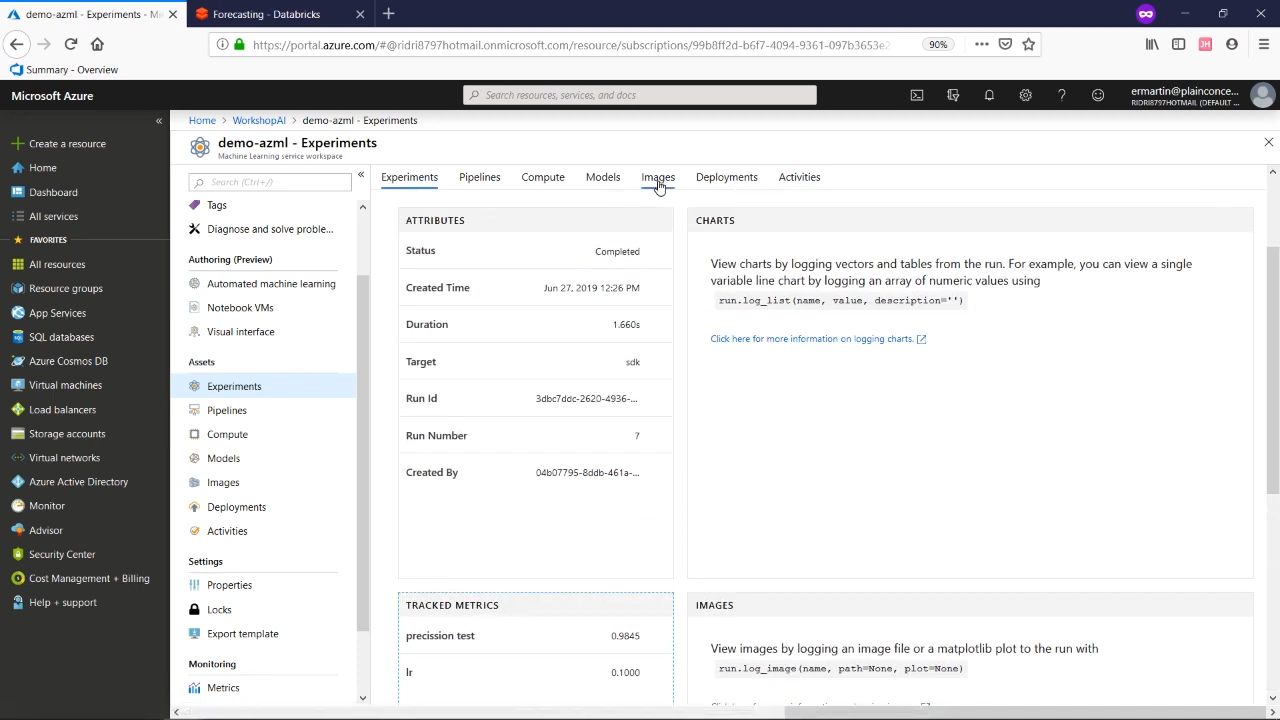 demo-azml - Experiments - Mi
Forecasting - Databricks
https://portal.azure.com/#@ridri8797hotmail.onmicrosoft.com/resource/subscriptions/99b8ff2d-b6f7-4094-9361-097b3653e2
90%
Summary - Overview
Microsoft Azure
Search resources, services, and docs
ermartin@plainconce...
RIDRI8797HOTMAIL (DEFAULT ...
Create a resource
Home
Dashboard
All services
FAVORITES
All resources
Resource groups
App Services
SQL databases
Azure Cosmos DB
Virtual machines
Load balancers
Storage accounts
Virtual networks
Azure Active Directory
Monitor
Advisor
Security Center
Cost Management + Billing
Help + support
Home > WorkshopAI > demo-azml - Experiments
demo-azml - Experiments
Machine Learning service workspace
Search (Ctrl+/)
Tags
Diagnose and solve proble...
Authoring (Preview)
Automated machine learning
Notebook VMs
Visual interface
Assets
Experiments
Pipelines
Compute
Models
Images
Deployments
Activities
Settings
Properties
Locks
Export template
Monitoring
Metrics
Experiments Pipelines Compute Models Images Deployments Activities
ATTRIBUTES
Status Completed
Created Time Jun 27, 2019 12:26 PM
Duration 1.660s
Target sdk
Run Id 3dbc7ddc-2620-4936-...
Run Number 7
Created By 04b07795-8ddb-461a-...
CHARTS
View charts by logging vectors and tables from the run. For example, you can view a single
variable line chart by logging an array of numeric values using
run.log_list(name, value, description='')
Click here for more information on logging charts.
TRACKED METRICS
precission test 0.9845
lr 0.1000
IMAGES
View images by logging an image file or a matplotlib plot to the run with
run.log_image(name, path=None, plot=None)